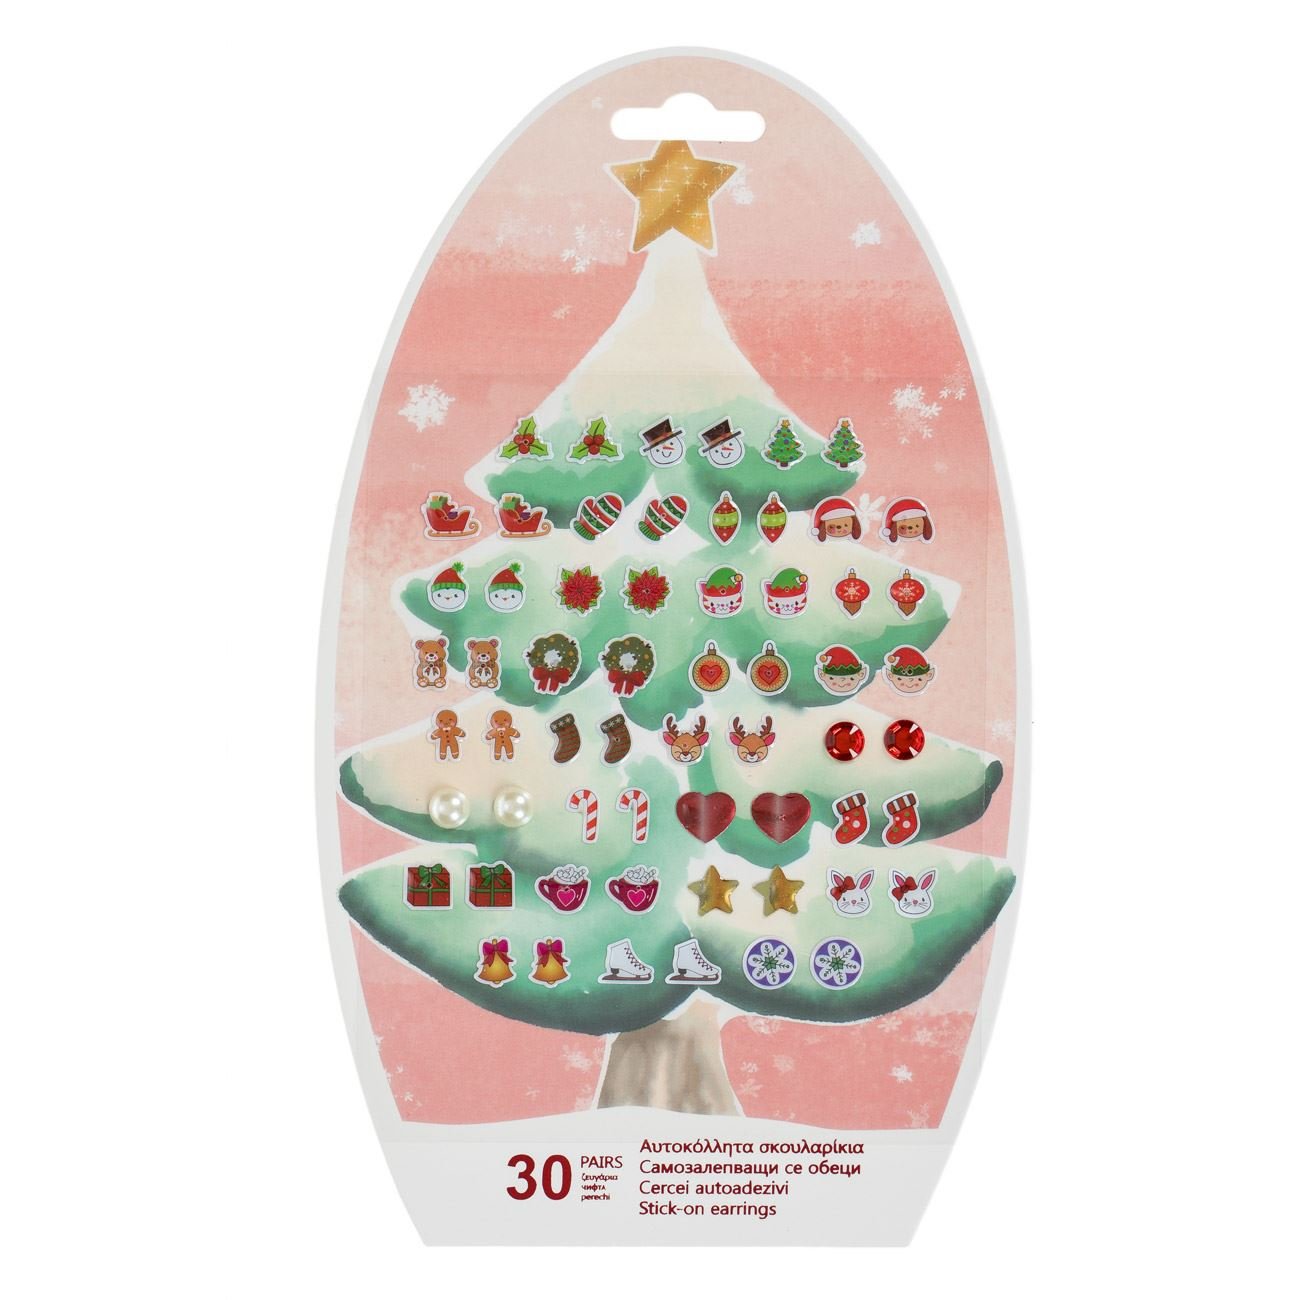 30 PAIRS
ζευγάρια
чифта
perechi
Αυτοκόλλητα σκουλαρίκια
Самозалепващи се обеци
Cercei autoadezivi
Stick-on earrings